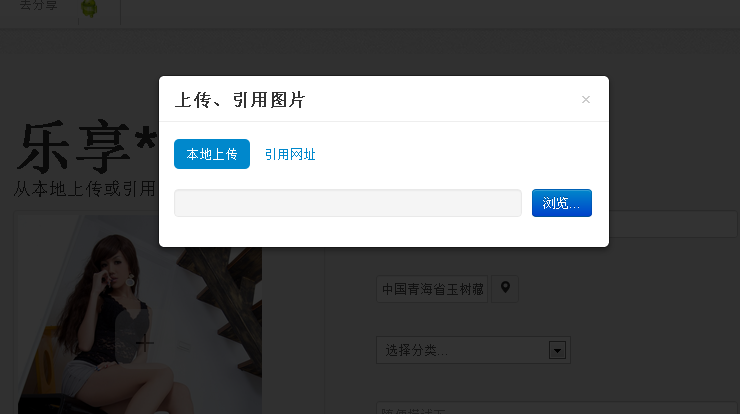 去分享
上传、引用图片 ×
本地上传 引用网址
浏览...
乐享*
从本地上传或引用
中国青海省玉树藏
选择分类...